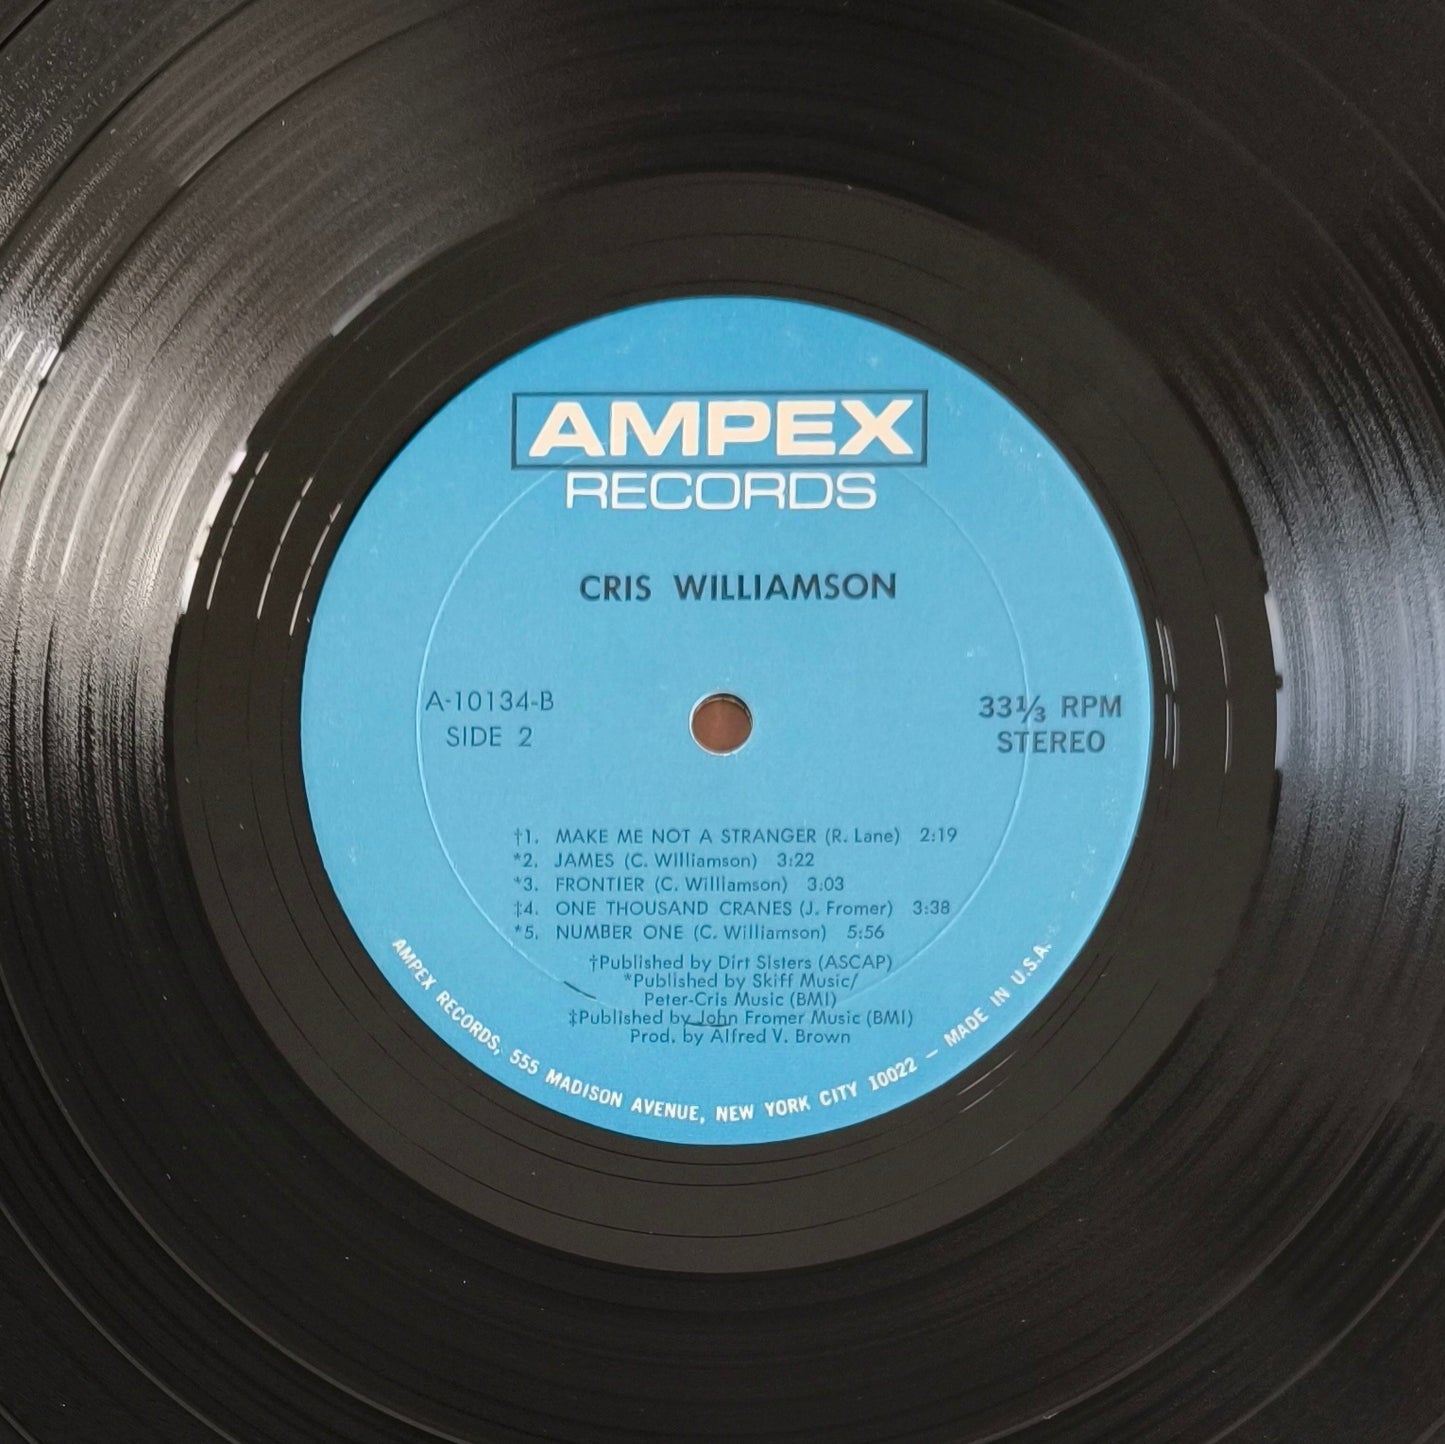 AMPEX
RECORDS
CRIS WILLIAMSON
A-10134-B
SIDE 2
33⅓ RPM
STEREO
†1. MAKE ME NOT A STRANGER (R. Lane) 2:19
*2. JAMES (C. Williamson) 3:22
*3. FRONTIER (C. Williamson) 3.03
‡4. ONE THOUSAND CRANES (J. Fromer) 3:38
*5. NUMBER ONE (C. Williamson) 5:56
†Published by Dirt Sisters (ASCAP)
*Published by Skiff Music/
Peter-Cris Music (BMI)
‡Published by John Fromer Music (BMI)
Prod. by Alfred V. Brown
AMPEX RECORDS, 555 MADISON AVENUE, NEW YORK CITY 10022 – MADE IN U.S.A.